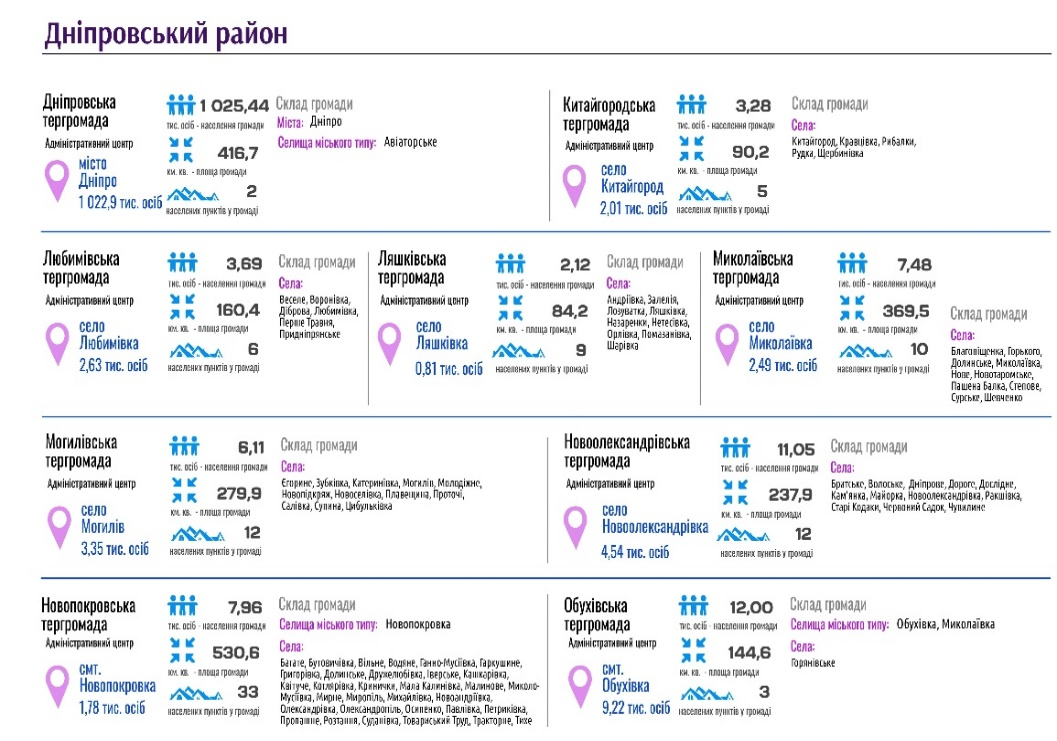 Дніпровський район
Дніпровська
тергромада
Адміністративний центр
місто
Дніпро
1 022,9 тис. осіб
1 025,44
тис. осіб - населення громади
416,7
км. кв. - площа громади
2
населених пунктів у громаді
Склад громади
Міста: Дніпро
Селища міського типу: Авіаторське
Китайгородська
тергромада
Адміністративний центр
село
Китайгород
2,01 тис. осіб
3,28
тис. осіб - населення громади
90,2
км. кв. - площа громади
5
населених пунктів у громаді
Склад громади
Села:
Китайгород, Кравцівка, Рибалки,
Рудка, Щербинівка
Любимівська
тергромада
Адміністративний центр
село
Любимівка
2,63 тис. осіб
3,69
тис. осіб - населення громади
160,4
км. кв. - площа громади
6
населених пунктів у громаді
Склад громади
Села:
Веселе, Воронівка,
Діброва, Любимівка,
Перше Травня,
Придніпрянське
Ляшківська
тергромада
Адміністративний центр
село
Ляшківка
0,81 тис. осіб
2,12
тис. осіб - населення громади
84,2
км. кв. - площа громади
9
населених пунктів у громаді
Склад громади
Села:
Андріївка, Залелія,
Лозуватка, Ляшківка,
Назаренки, Нетесівка,
Орлівка, Помазанівка,
Шарівка
Миколаївська
тергромада
Адміністративний центр
село
Миколаївка
2,49 тис. осіб
7,48
тис. осіб - населення громади
369,5
км. кв. - площа громади
10
населених пунктів у громаді
Склад громади
Села:
Благовіщенка, Горького,
Долинське, Миколаївка,
Нове, Новотаромське,
Пашена Балка, Степове,
Сурське, Шевченко
Могилівська
тергромада
Адміністративний центр
село
Могилів
3,35 тис. осіб
6,11
тис. осіб - населення громади
279,9
км. кв. - площа громади
12
населених пунктів у громаді
Склад громади
Села:
Єгорине, Зубківка, Катеринівка, Могилів, Молодіжне,
Новопідкряж, Новоселівка, Плавещина, Проточі,
Салівка, Супина, Цибульківка
Новоолександрівська
тергромада
Адміністративний центр
село
Новоолександрівка
4,54 тис. осіб
11,05
тис. осіб - населення громади
237,9
км. кв. - площа громади
12
населених пунктів у громаді
Склад громади
Села:
Братське, Волоське, Дніпрове, Дороге, Дослідне,
Кам'янка, Майорка, Новоолександрівка, Ракшівка,
Старі Кодаки, Червоний Садок, Чувилине
Новопокровська
тергромада
Адміністративний центр
смт.
Новопокровка
1,78 тис. осіб
7,96
тис. осіб - населення громади
530,6
км. кв. - площа громади
33
населених пунктів у громаді
Склад громади
Селища міського типу: Новопокровка
Села:
Багате, Бутовичівка, Вільне, Водяне, Ганно-Мусіївка, Гаркушине,
Григорівка, Долинське, Дружелюбівка, Іверське, Кашкарівка,
Квітуче, Котлярівка, Кринички, Мала Калинівка, Малинове, Миколо-
Мусіївка, Мирне, Миропіль, Михайлівка, Новоандріївка,
Олександрівка, Олександропіль, Осипенко, Павлівка, Петриківка,
Пропашне, Розтання, Суданівка, Товариський Труд, Тракторне, Тихе
Обухівська
тергромада
Адміністративний центр
смт.
Обухівка
9,22 тис. осіб
12,00
тис. осіб - населення громади
144,6
км. кв. - площа громади
3
населених пунктів у громаді
Склад громади
Селища міського типу: Обухівка, Миколаївка
Села:
Горянівське